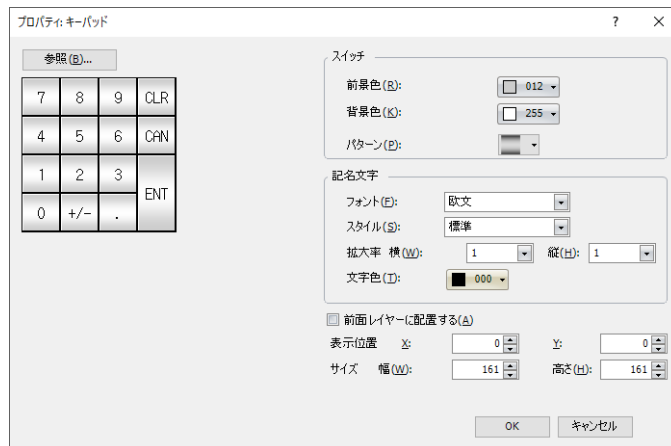 プロパティ: キーパッド
? ×
参照(B)...
7 8 9 CLR
4 5 6 CAN
1 2 3
ENT
0 +/- .
スイッチ
前景色(R): 012
背景色(K): 255
パターン(P):
記名文字
フォント(F): 欧文
スタイル(S): 標準
拡大率 横(W): 1 縦(H): 1
文字色(T): 000
前面レイヤーに配置する(A)
表示位置 X: 0 Y: 0
サイズ 幅(W): 161 高さ(H): 161
OK キャンセル